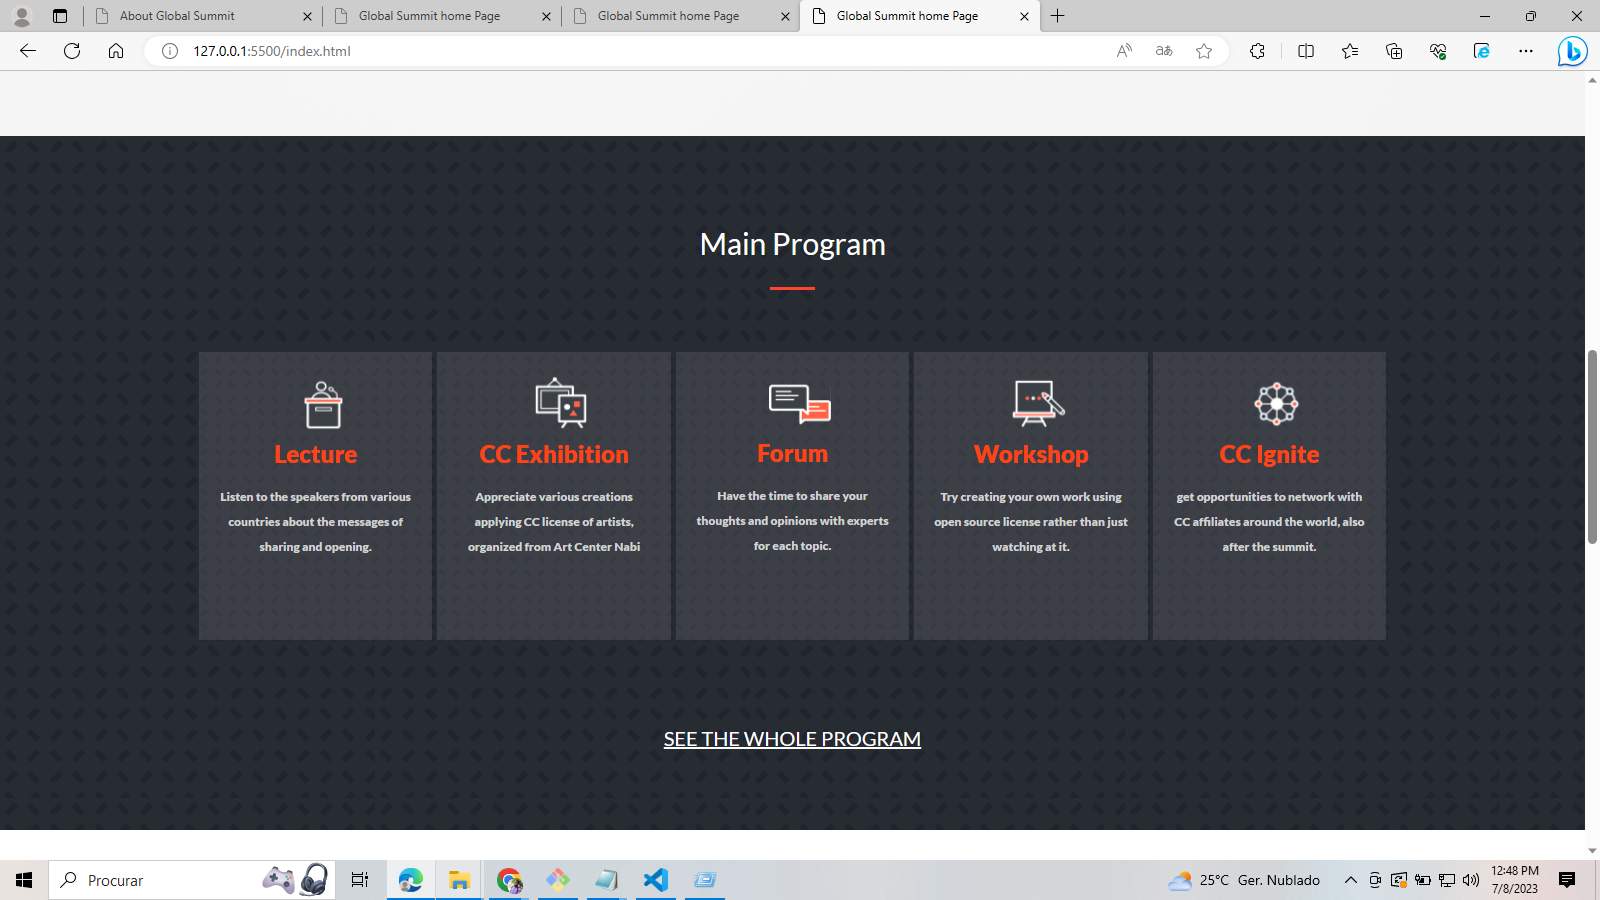 About Global Summit
Global Summit home Page
Global Summit home Page
Global Summit home Page
127.0.0.1:5500/index.html
Main Program
Lecture
Listen to the speakers from various
countries about the messages of
sharing and opening.
CC Exhibition
Appreciate various creations
applying CC license of artists,
organized from Art Center Nabi
Forum
Have the time to share your
thoughts and opinions with experts
for each topic.
Workshop
Try creating your own work using
open source license rather than just
watching at it.
CC Ignite
get opportunities to network with
CC affiliates around the world, also
after the summit.
SEE THE WHOLE PROGRAM
Procurar
25°C Ger. Nublado
12:48 PM
7/8/2023